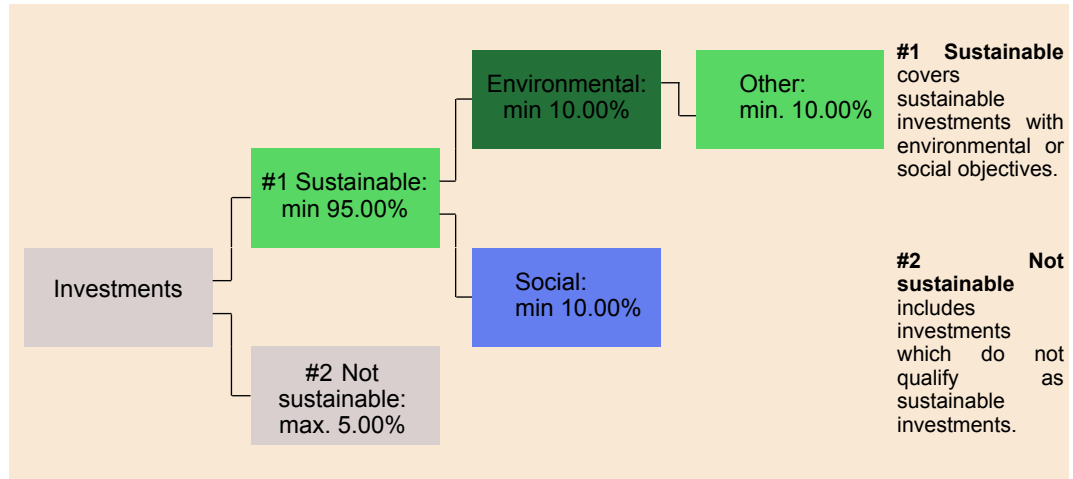 Investments
#1 Sustainable:
min 95.00%
#2 Not
sustainable:
max. 5.00%
Environmental:
min 10.00%
Social:
min 10.00%
Other:
min. 10.00%
#1 Sustainable
covers
sustainable
investments with
environmental or
social objectives.
#2 Not
sustainable
includes
investments
which do not
qualify as
sustainable
investments.